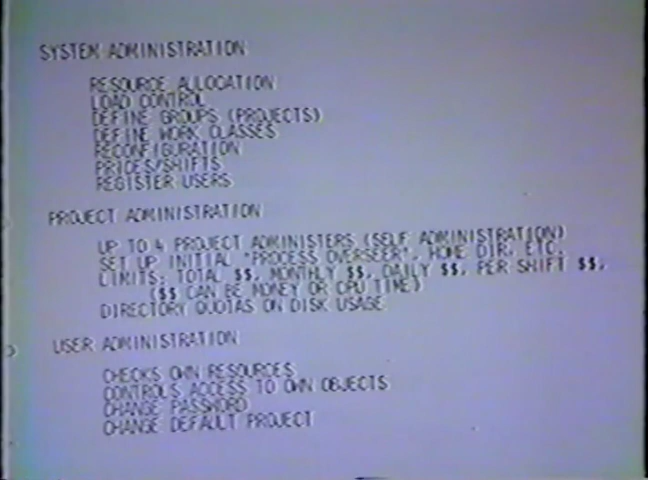 SYSTEM ADMINISTRATION
RESOURCE ALLOCATION
LOAD CONTROL
DEFINE GROUPS (PROJECTS)
DEFINE WORK CLASSES
RECONFIGURATION
PRICES/SHIFTS
REGISTER USERS
PROJECT ADMINISTRATION
UP TO 4 PROJECT ADMINISTERS (SELF ADMINISTRATION)
SET UP INITIAL "PROCESS OVERSEER", HOME DIR, ETC.
LIMITS: TOTAL $$, MONTHLY $$, DAILY $$, PER SHIFT $$,
($$ CAN BE MONEY OR CPU TIME)
DIRECTORY QUOTAS ON DISK USAGE
USER ADMINISTRATION
CHECKS OWN RESOURCES
CONTROLS ACCESS TO OWN OBJECTS
CHANGE PASSWORD
CHANGE DEFAULT PROJECT